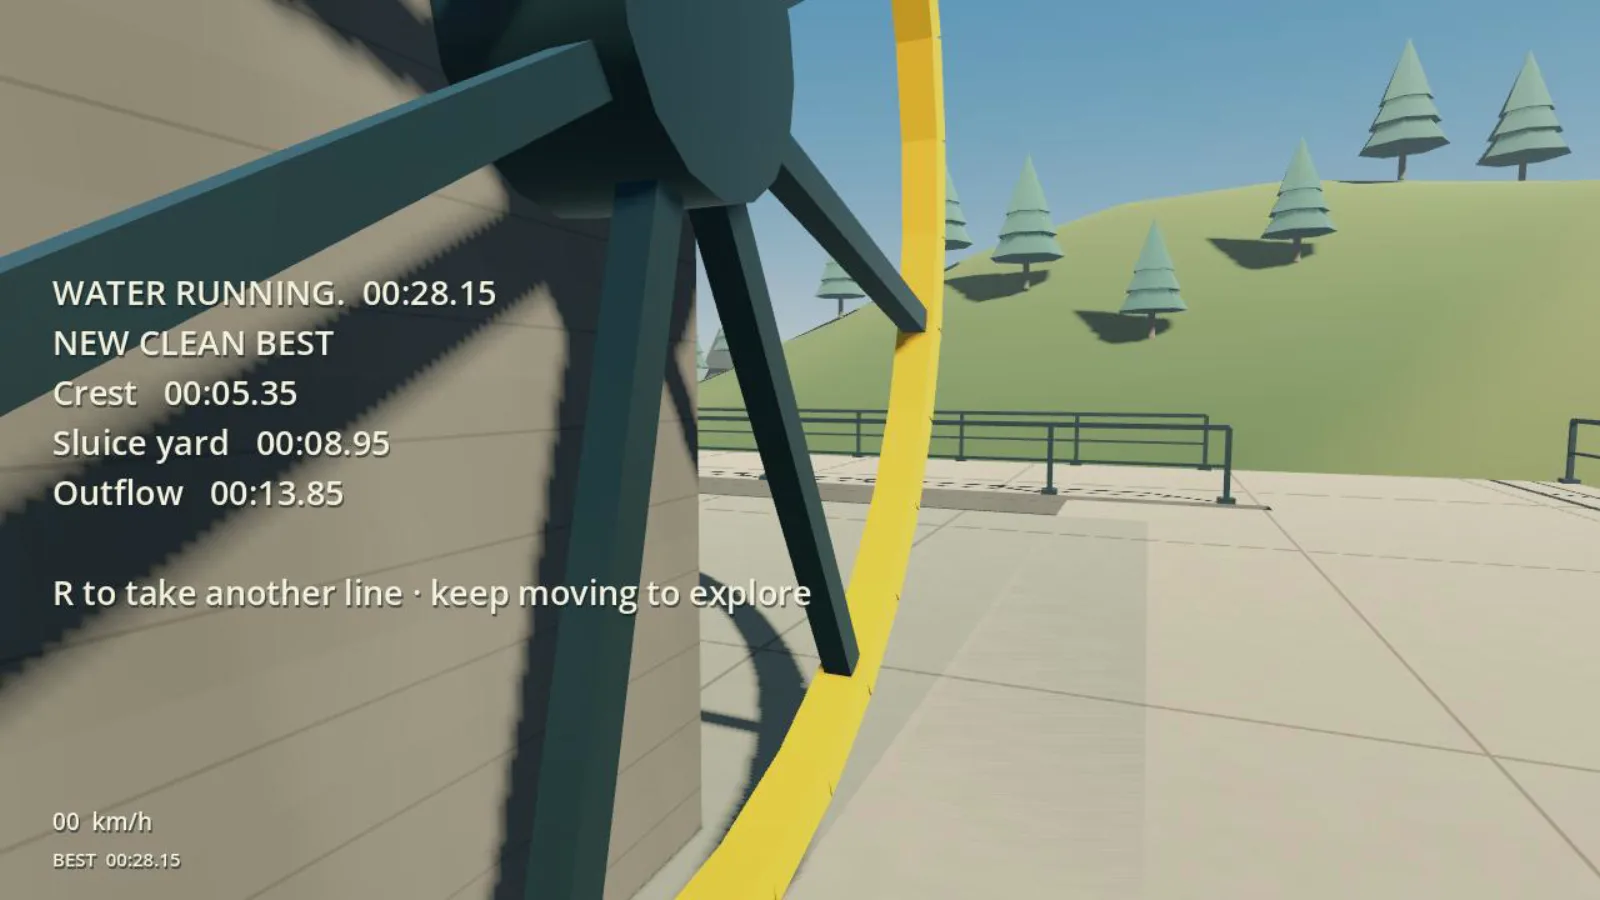 WATER RUNNING.  00:28.15
NEW CLEAN BEST
Crest  00:05.35
Sluice yard  00:08.95
Outflow  00:13.85
R to take another line · keep moving to explore
00 km/h
BEST 00:28.15